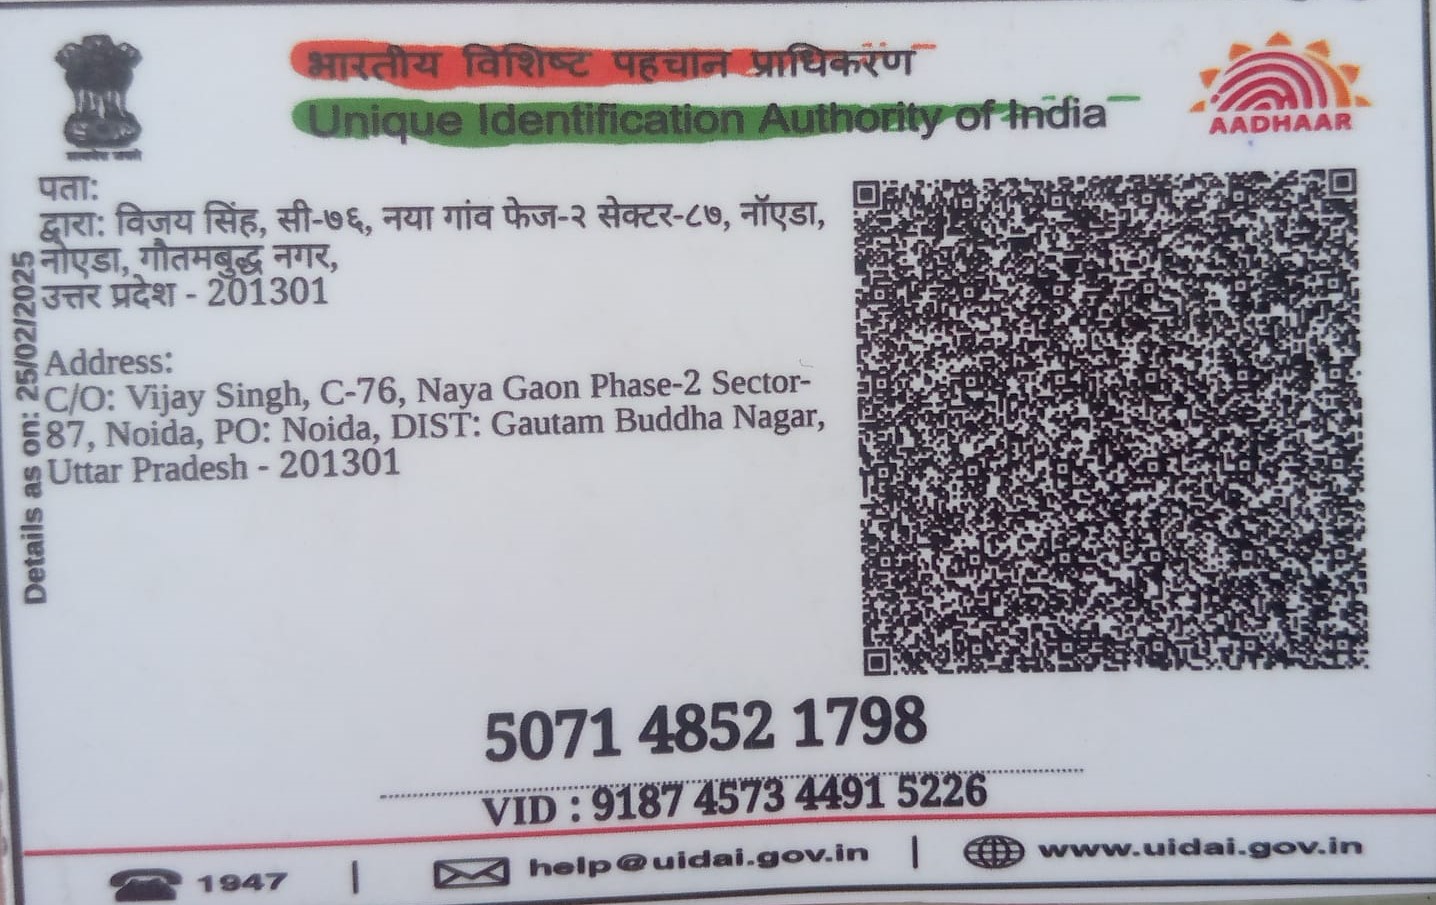 भारतीय विशिष्ट पहचान प्राधिकरण
Unique Identification Authority of India
AADHAAR
सत्यमेव जयते
पता:
द्वारा: विजय सिंह, सी-७६, नया गांव फेज-२ सेक्टर-८७, नॉएडा,
नोएडा, गौतमबुद्ध नगर,
उत्तर प्रदेश - 201301
Address:
C/O: Vijay Singh, C-76, Naya Gaon Phase-2 Sector-
87, Noida, PO: Noida, DIST: Gautam Buddha Nagar,
Uttar Pradesh - 201301
Details as on: 25/02/2025
5071 4852 1798
VID : 9187 4573 4491 5226
1947 | help@uidai.gov.in | www.uidai.gov.in